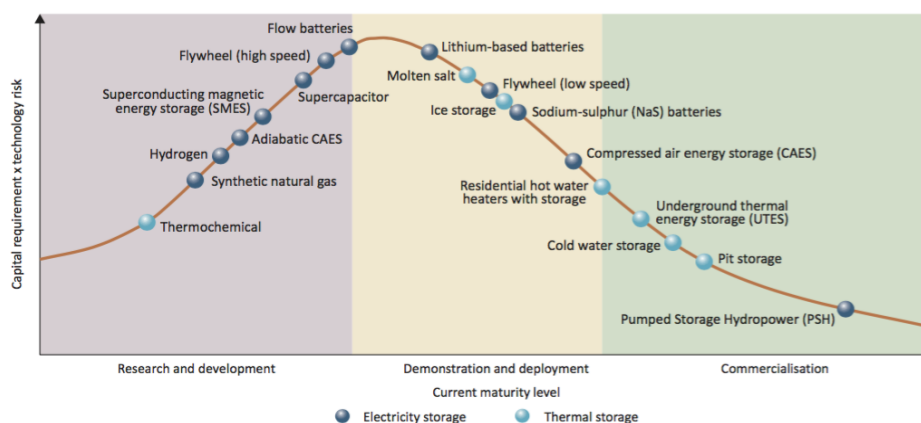 Flow batteries
Flywheel (high speed)
Lithium-based batteries
Molten salt
Flywheel (low speed)
Superconducting magnetic
energy storage (SMES)
Supercapacitor
Ice storage
Sodium-sulphur (NaS) batteries
Adiabatic CAES
Hydrogen
Compressed air energy storage (CAES)
Synthetic natural gas
Residential hot water
heaters with storage
Thermochemical
Underground thermal
energy storage (UTES)
Cold water storage
Pit storage
Pumped Storage Hydropower (PSH)
Capital requirement x technology risk
Research and development
Demonstration and deployment
Commercialisation
Current maturity level
Electricity storage
Thermal storage